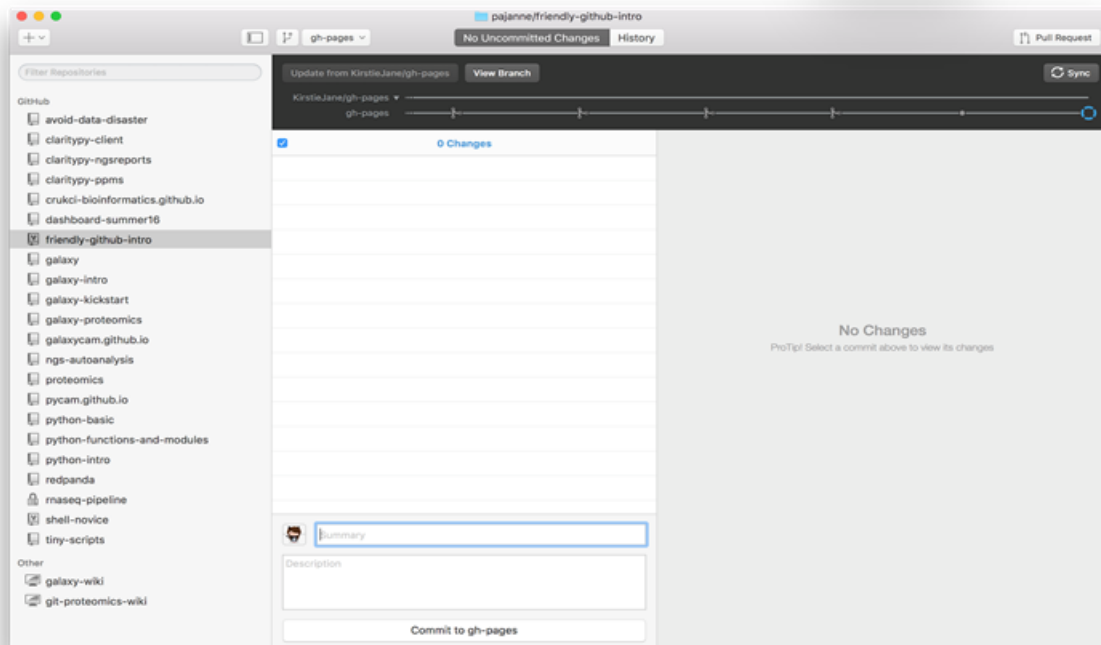 pajanne/friendly-github-intro
gh-pages
No Uncommitted Changes
History
Pull Request
Filter Repositories
GitHub
avoid-data-disaster
claritypy-client
claritypy-ngsreports
claritypy-ppms
crukci-bioinformatics.github.io
dashboard-summer16
friendly-github-intro
galaxy
galaxy-intro
galaxy-kickstart
galaxy-proteomics
galaxycam.github.io
ngs-autoanalysis
proteomics
pycam.github.io
python-basic
python-functions-and-modules
python-intro
redpanda
rnaseq-pipeline
shell-novice
tiny-scripts
Other
galaxy-wiki
git-proteomics-wiki
Update from KirstieJane/gh-pages
View Branch
Sync
KirstieJane/gh-pages
gh-pages
0 Changes
Summary
Description
Commit to gh-pages
No Changes
ProTip! Select a commit above to view its changes